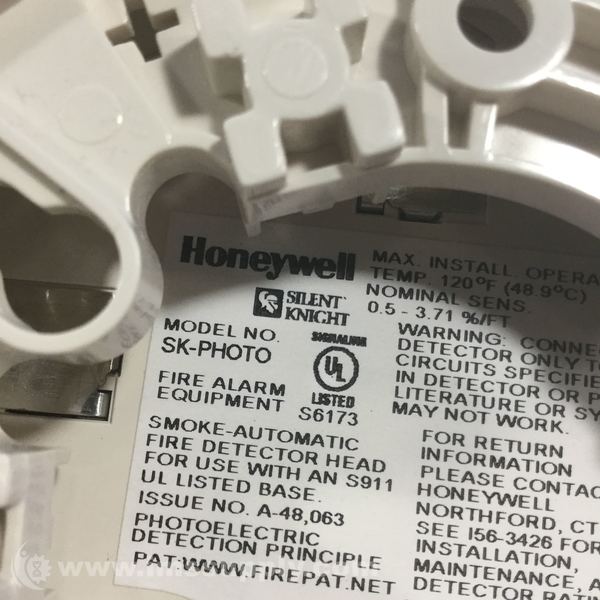 Honeywell
SILENT
KNIGHT
MODEL NO.
SK-PHOTO
SIGNALING
UL
LISTED
S6173
FIRE ALARM
EQUIPMENT
SMOKE-AUTOMATIC
FIRE DETECTOR HEAD
FOR USE WITH AN S911
UL LISTED BASE.
ISSUE NO. A-48,063
PHOTOELECTRIC
DETECTION PRINCIPLE
PAT:WWW.FIREPAT.NET
MAX. INSTALL. OPERA
TEMP. 120°F (48.9°C)
NOMINAL SENS.
0.5 - 3.71 %/FT
WARNING: CONNEC
DETECTOR ONLY TO
CIRCUITS SPECIFIE
IN DETECTOR OR P
LITERATURE OR SY
MAY NOT WORK.
FOR RETURN
INFORMATION
PLEASE CONTAC
HONEYWELL
NORTHFORD, CT
SEE I56-3426 FOR
INSTALLATION,
MAINTENANCE, A
DETECTOR RATIN